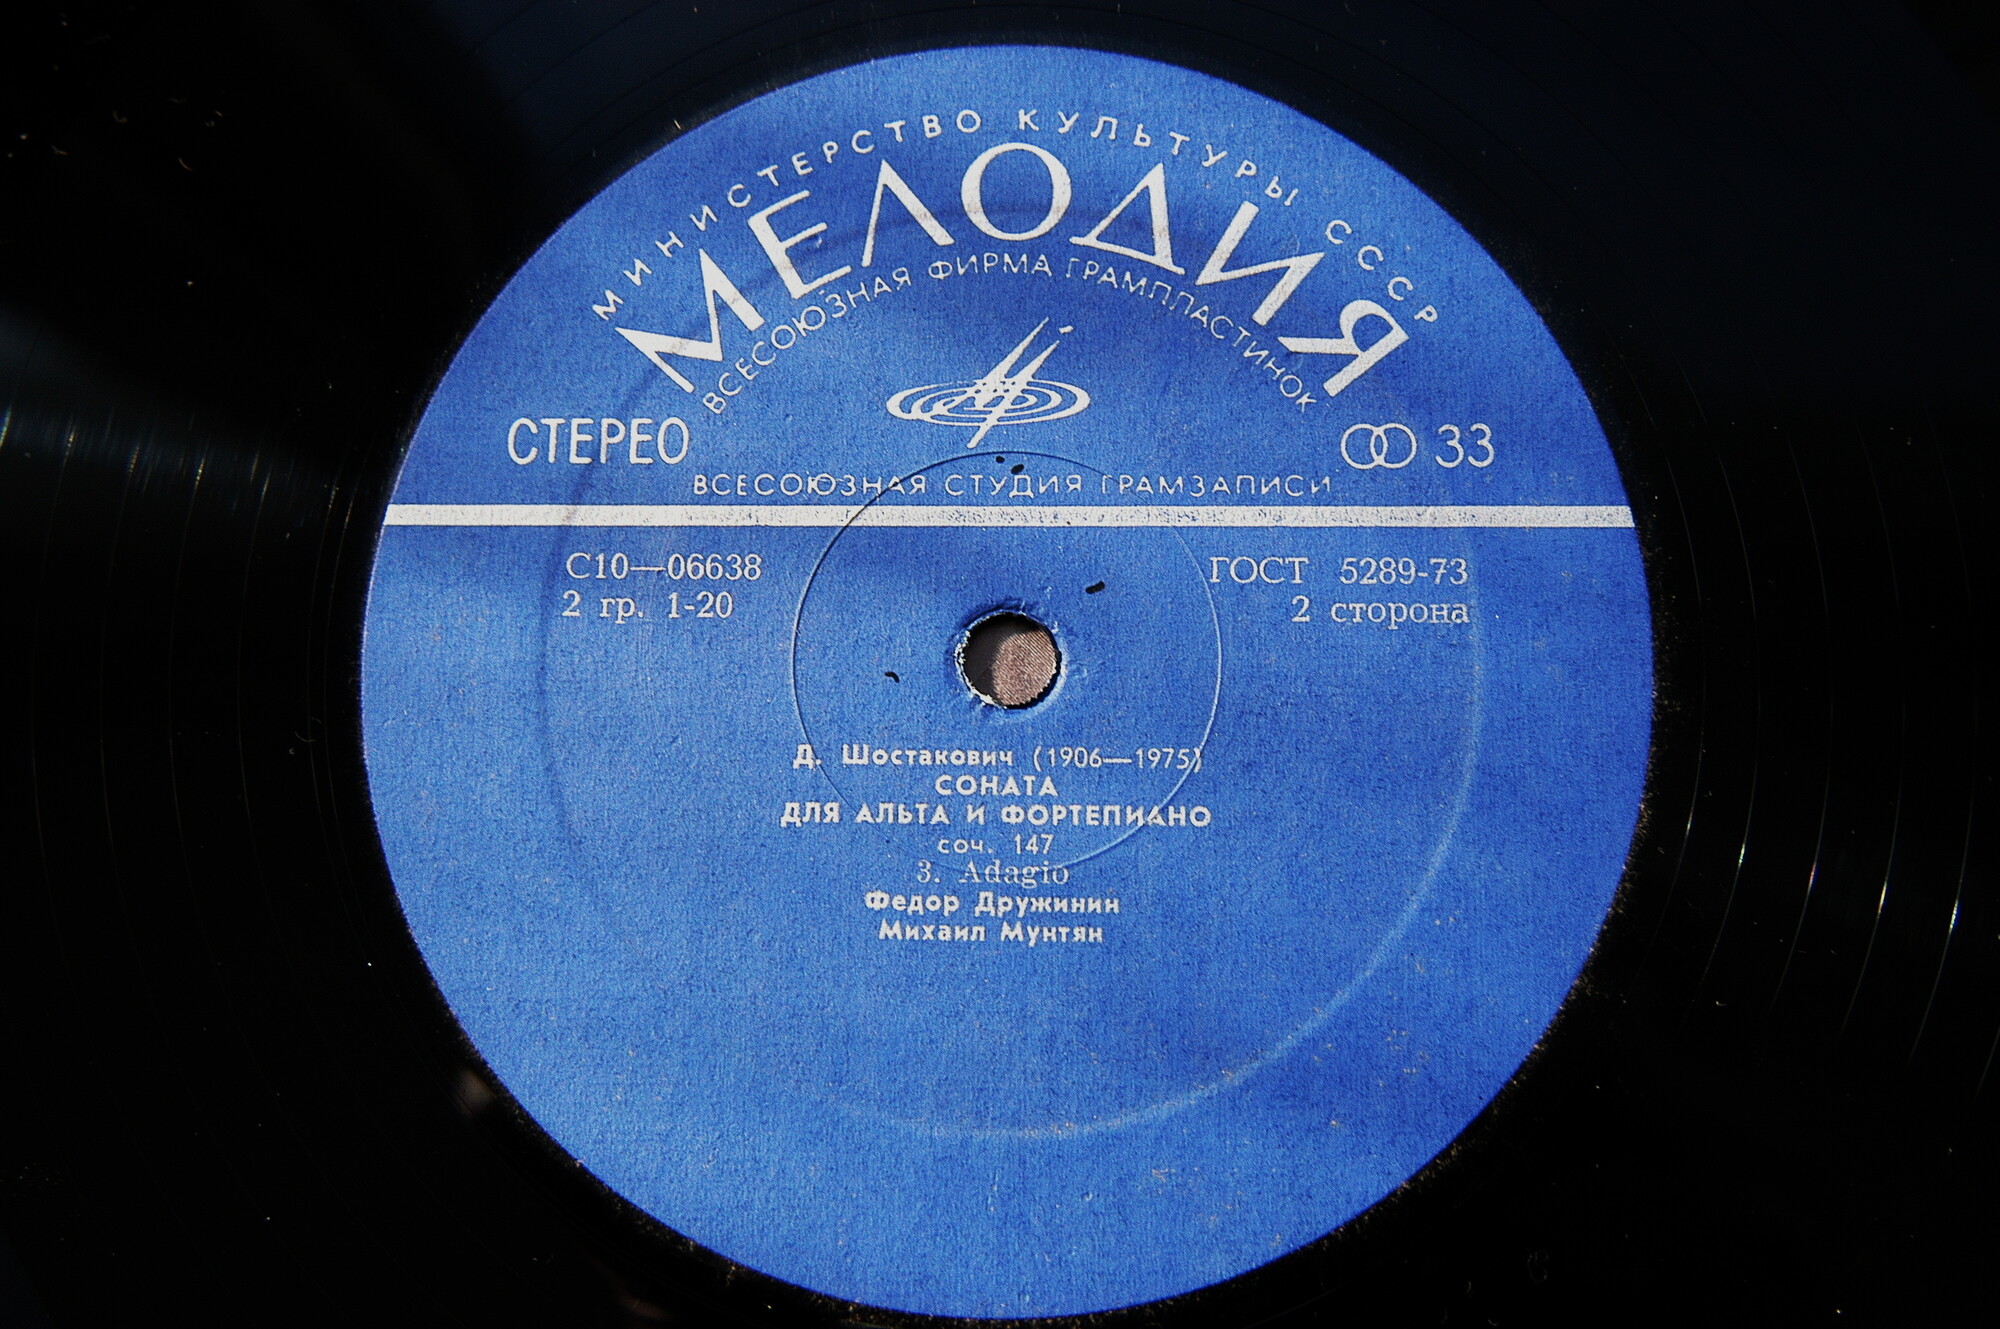 МИНИСТЕРСТВО КУЛЬТУРЫ СССР
МЕЛОДИЯ
ВСЕСОЮЗНАЯ ФИРМА ГРАМПЛАСТИНОК
СТЕРЕО
33
ВСЕСОЮЗНАЯ СТУДИЯ ГРАМЗАПИСИ
С10—06638
ГОСТ 5289-73
2 гр. 1-20
2 сторона
Д. Шостакович (1906—1975)
СОНАТА
ДЛЯ АЛЬТА И ФОРТЕПИАНО
соч. 147
3. Adagio
Федор Дружинин
Михаил Мунтян